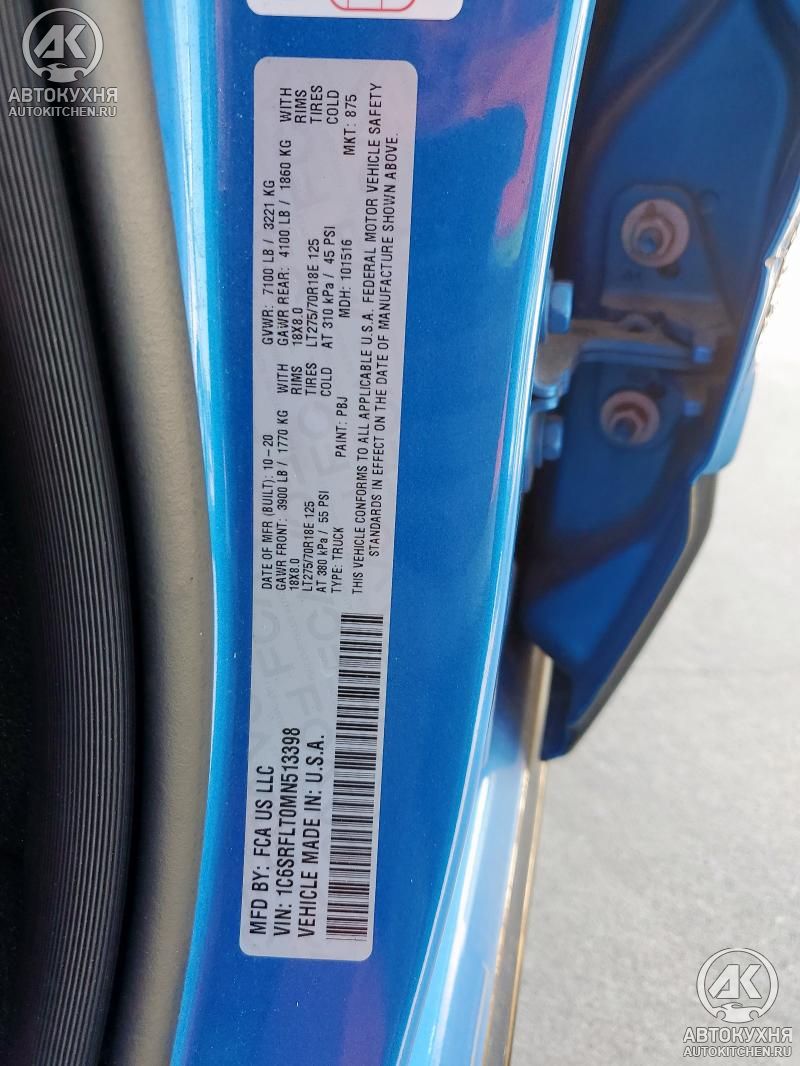 АВТОКУХНЯ
AUTOKITCHEN.RU
MFD BY: FCA US LLC
VIN: 1C6SRFLT0MN513398
VEHICLE MADE IN: U.S.A.
DATE OF MFR (BUILT): 10-20 GVWR: 7100 LB / 3221 KG
GAWR FRONT: 3900 LB / 1770 KG WITH GAWR REAR: 4100 LB / 1860 KG WITH
18X8.0 RIMS 18X8.0 RIMS
LT275/70R18E 125 TIRES LT275/70R18E 125 TIRES
AT 380 kPa / 55 PSI COLD AT 310 kPa / 45 PSI COLD
TYPE: TRUCK PAINT: PBJ MDH: 101516 MKT: 875
THIS VEHICLE CONFORMS TO ALL APPLICABLE U.S.A. FEDERAL MOTOR VEHICLE SAFETY
STANDARDS IN EFFECT ON THE DATE OF MANUFACTURE SHOWN ABOVE.
АК
АВТОКУХНЯ
AUTOKITCHEN.RU